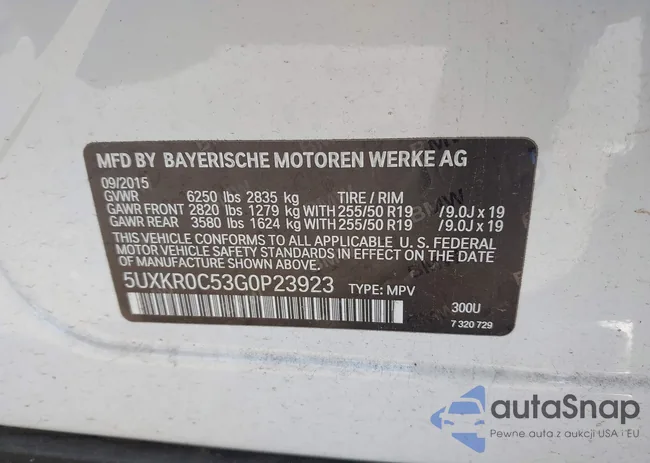 MFD BY BAYERISCHE MOTOREN WERKE AG
09/2015
GVWR 6250 lbs 2835 kg TIRE / RIM
GAWR FRONT 2820 lbs 1279 kg WITH 255/50 R19 /9.0J x 19
GAWR REAR 3580 lbs 1624 kg WITH 255/50 R19 /9.0J x 19
THIS VEHICLE CONFORMS TO ALL APPLICABLE U. S. FEDERAL
MOTOR VEHICLE SAFETY STANDARDS IN EFFECT ON THE DATE
OF MANUFACTURE SHOWN ABOVE.
5UXKR0C53G0P23923 TYPE: MPV
300U
7 320 729
autaSnap
Pewne auta z aukcji USA i EU